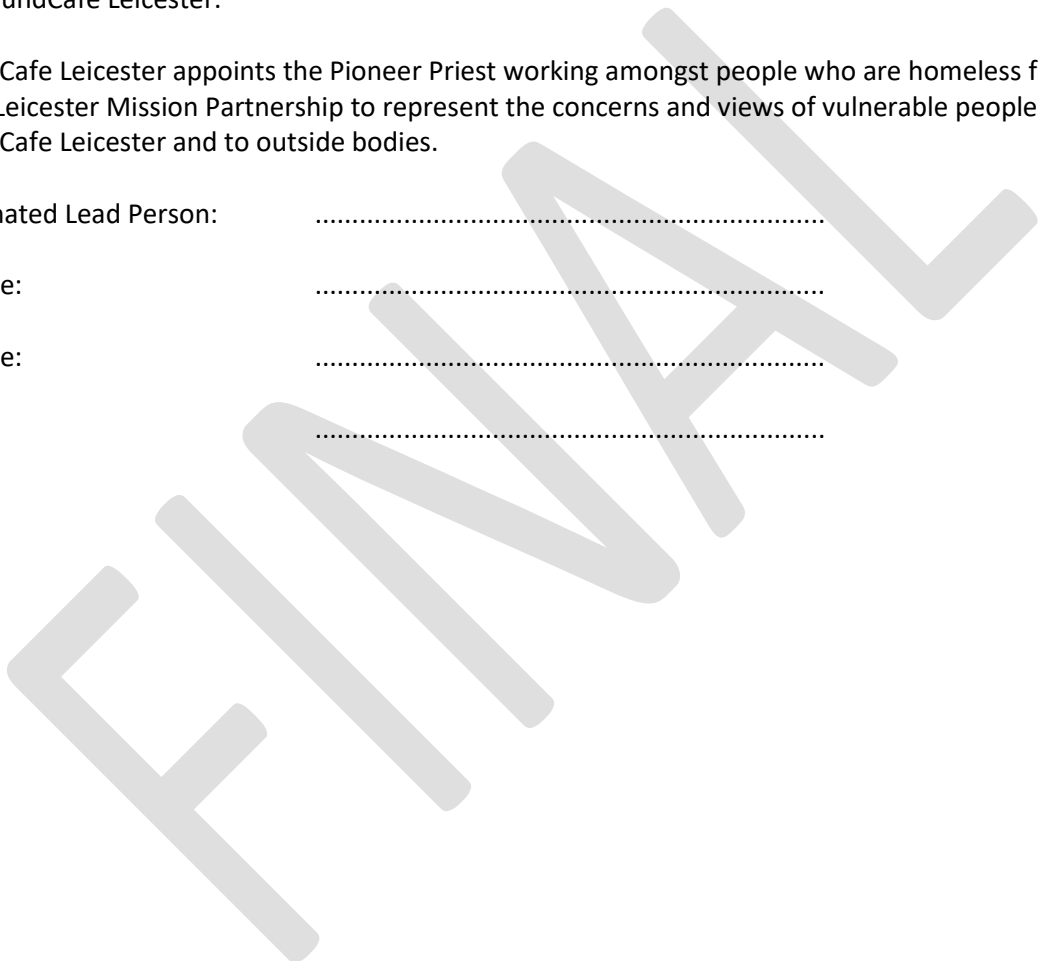 undCafe Leicester.
Cafe Leicester appoints the Pioneer Priest working amongst people who are homeless f
Leicester Mission Partnership to represent the concerns and views of vulnerable people
Cafe Leicester and to outside bodies.
nated Lead Person: ......................................................................
e: ......................................................................
e: ......................................................................
......................................................................
FINAL